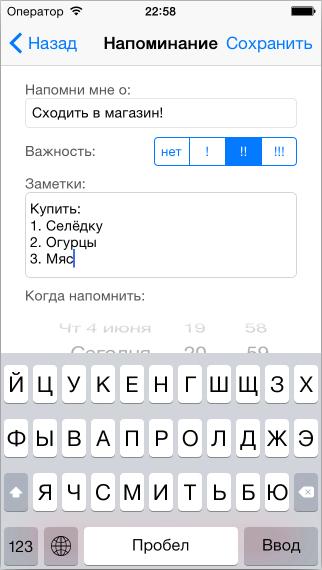 Оператор 22:58
Назад Напоминание Сохранить
Напомни мне о:
Сходить в магазин!
Важность: нет ! !! !!!
Заметки:
Купить:
1. Селёдку
2. Огурцы
3. Мяс
Когда напомнить:
Чт 4 июня 19 58
Сегодня 20 59
Й Ц У К Е Н Г Ш Щ З Х
Ф Ы В А П Р О Л Д Ж Э
Я Ч С М И Т Ь Б Ю
123 Пробел Ввод